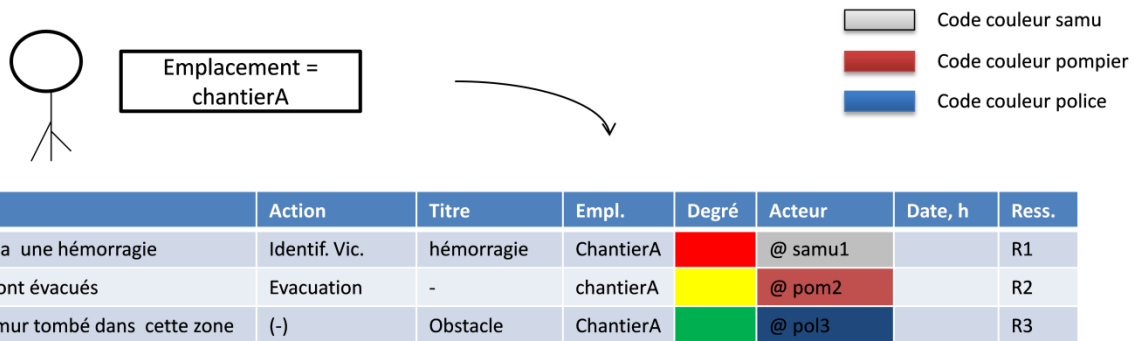 Code couleur samu
Code couleur pompier
Code couleur police
Emplacement =
chantierA
Action Titre Empl. Degré Acteur Date, h Ress.
a une hémorragie Identif. Vic. hémorragie ChantierA @ samu1 R1
ont évacués Evacuation - chantierA @ pom2 R2
mur tombé dans cette zone (-) Obstacle ChantierA @ pol3 R3